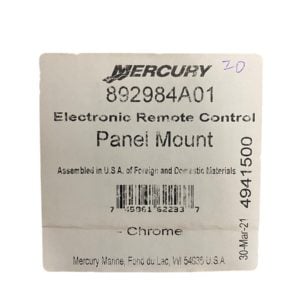 MERCURY
20
892984A01
Electronic Remote Control
Panel Mount
Assembled in U.S.A. of Foreign and Domestic Materials
- Chrome
Mercury Marine, Fond du Lac, WI 54935 U.S.A
30-Mar-21 4941500